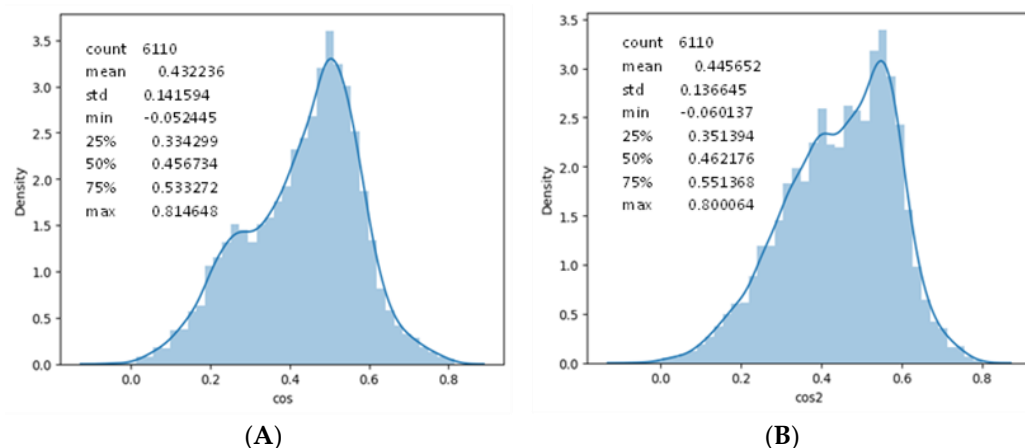 3.5
3.0
2.5
2.0
1.5
1.0
0.5
0.0
Density
count 6110
mean 0.432236
std 0.141594
min -0.052445
25% 0.334299
50% 0.456734
75% 0.533272
max 0.814648
0.0 0.2 0.4 0.6 0.8
cos
(A)
3.5
3.0
2.5
2.0
1.5
1.0
0.5
0.0
Density
count 6110
mean 0.445652
std 0.136645
min -0.060137
25% 0.351394
50% 0.462176
75% 0.551368
max 0.800064
0.0 0.2 0.4 0.6 0.8
cos2
(B)